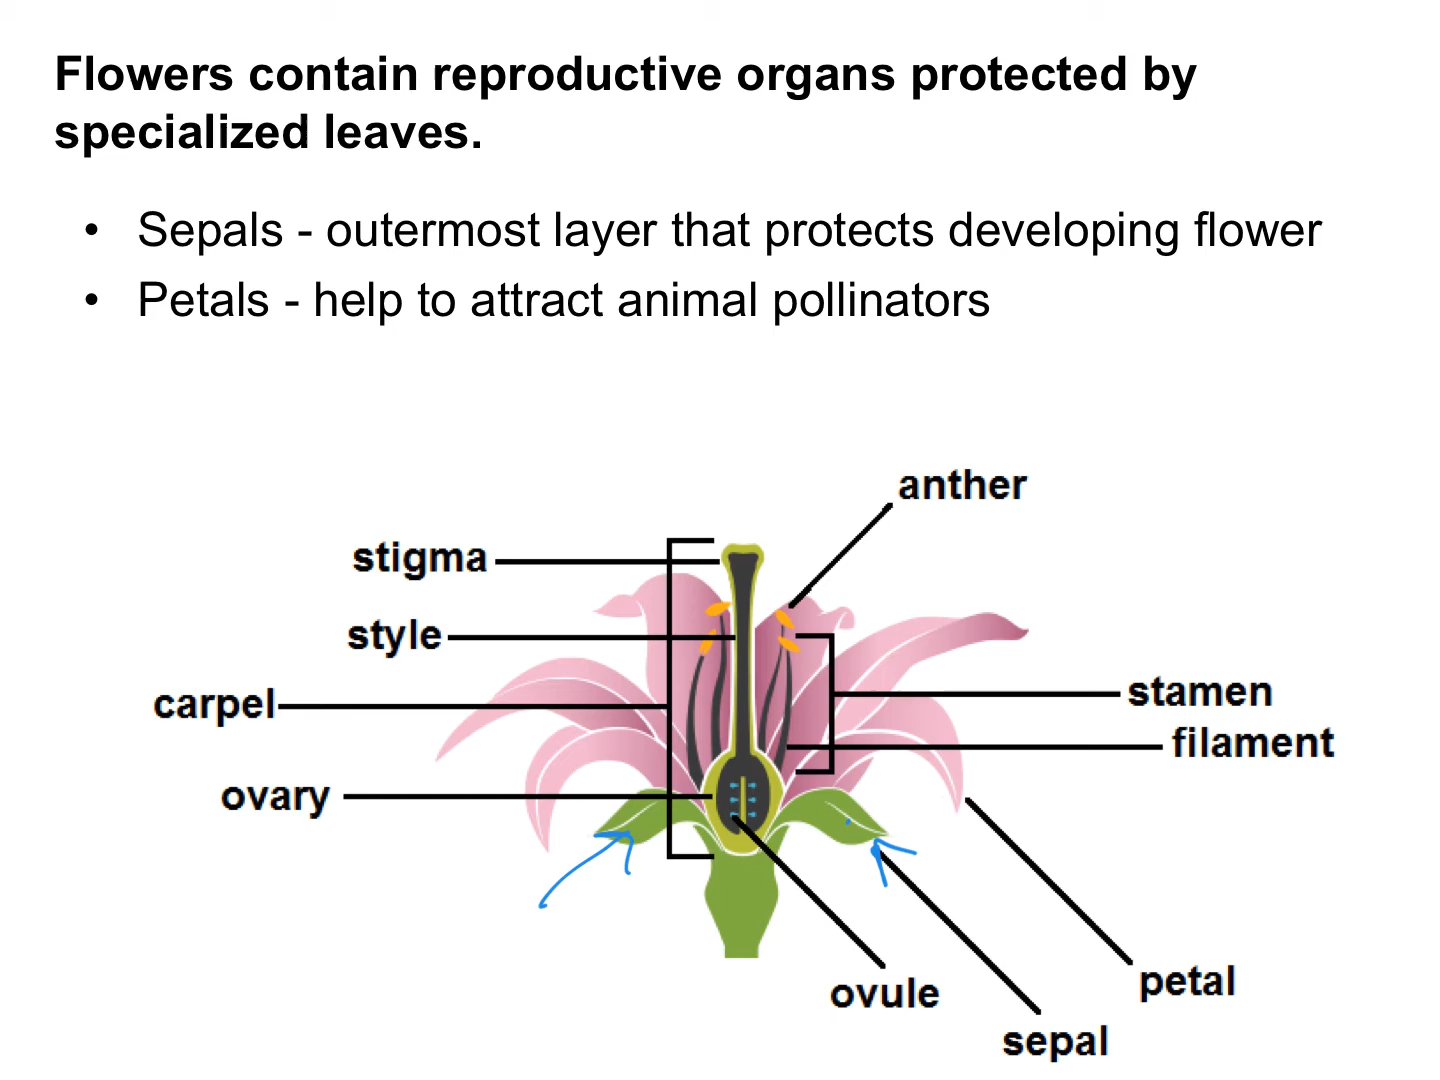 Flowers contain reproductive organs protected by
specialized leaves.
• Sepals - outermost layer that protects developing flower
• Petals - help to attract animal pollinators
anther
stigma
style
carpel
stamen
filament
ovary
petal
ovule
sepal